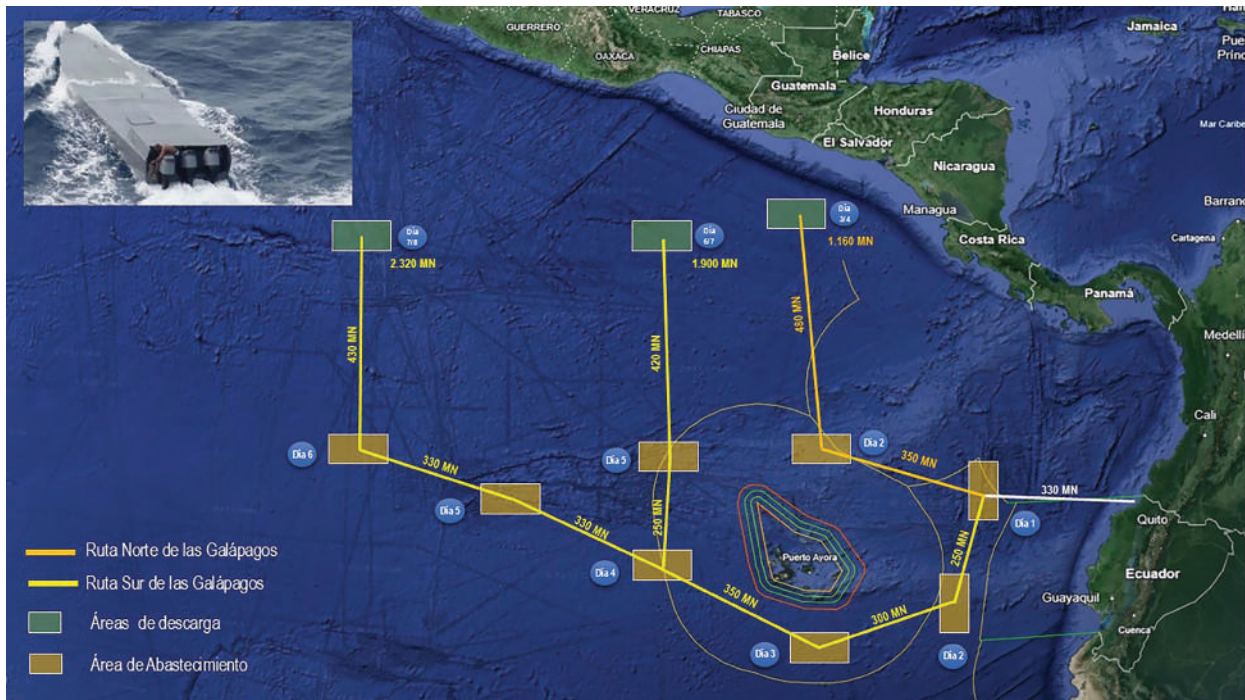 VERACRUZ
TABASCO
GUERRERO
OAXACA
CHIAPAS
Belice
Jamaica
Guatemala
Honduras
Ciudad de
Guatemala
El Salvador
Mar Caribe
Nicaragua
Managua
Barranq
Costa Rica
Cartagena
Panamá
Medellí
Cali
Día
7/8
2.320 MN
Día
6/7
1.900 MN
Día
3/4
1.160 MN
430 MN
420 MN
480 MN
Día 6
330 MN
Día 5
330 MN
Día 5
250 MN
Día 4
350 MN
Día 3
300 MN
Día 2
250 MN
Día 2
350 MN
Día 1
330 MN
Puerto Ayora
Quito
Ecuador
Guayaquil
Cuenca
Ruta Norte de las Galápagos
Ruta Sur de las Galápagos
Áreas de descarga
Área de Abastecimiento